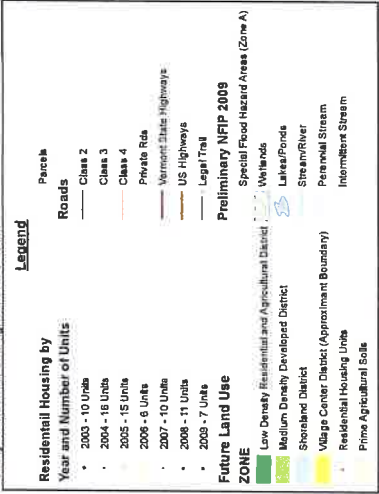 Legend
Residentail Housing by
Year and Number of Units
2003 - 10 Units
2004 - 16 Units
2005 - 15 Units
2006 - 6 Units
2007 - 10 Units
2008 - 11 Units
2009 - 7 Units
Future Land Use
ZONE
Low Density Residential and Agricultural District
Medium Density Developed District
Shoreland District
Village Center District (Approximant Boundary)
Residential Housing Units
Prime Agricultural Soils
Parcels
Roads
Class 2
Class 3
Class 4
Private Rds
Vermont State Highways
US Highways
Legal Trail
Preliminary NFIP 2009
Special Flood Hazard Areas (Zone A)
Wetlands
Lakes/Ponds
Stream/River
Perennial Stream
Intermittent Stream